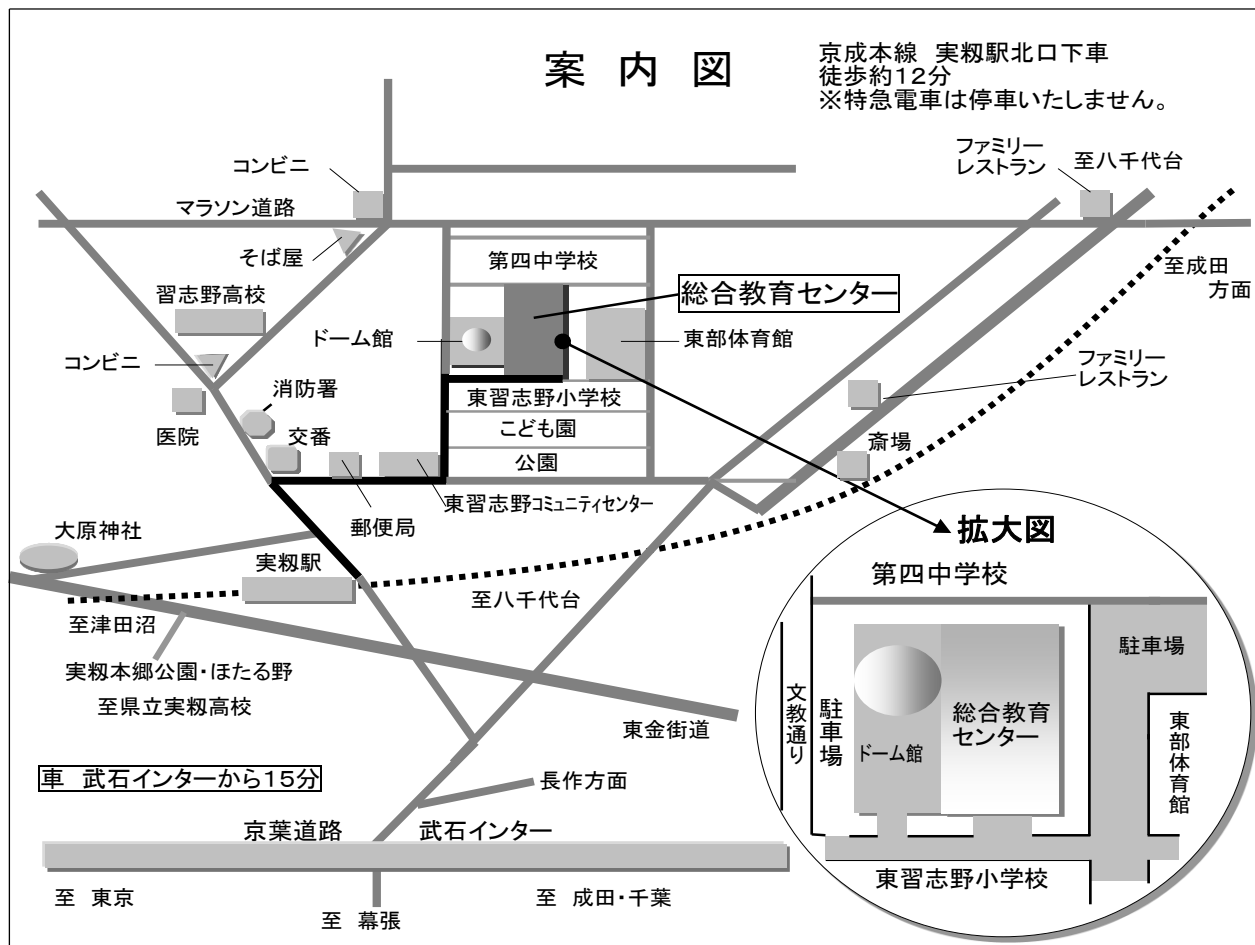 案 内 図
京成本線 実籾駅北口下車
徒歩約12分
※特急電車は停車いたしません。
ファミリー
レストラン
至八千代台
コンビニ
マラソン道路
そば屋
第四中学校
至成田
方面
総合教育センター
習志野高校
ドーム館
東部体育館
コンビニ
ファミリー
レストラン
消防署
東習志野小学校
医院
交番
こども園
斎場
公園
郵便局
東習志野コミュニティセンター
大原神社
拡大図
実籾駅
第四中学校
至八千代台
至津田沼
駐車場
実籾本郷公園・ほたる野
文教通り
駐車場
総合教育
センター
至県立実籾高校
東金街道
ドーム館
東部体育館
車 武石インターから15分
長作方面
京葉道路
武石インター
東習志野小学校
至 東京
至 幕張
至 成田・千葉